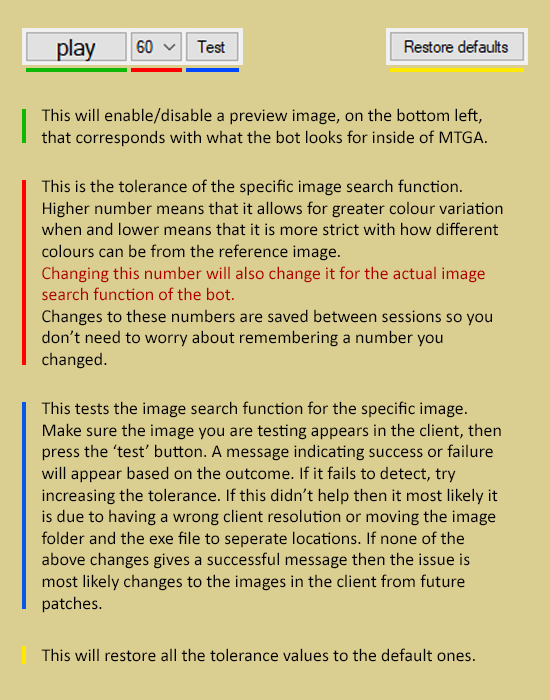 play 60 Test Restore defaults
This will enable/disable a preview image, on the bottom left,
that corresponds with what the bot looks for inside of MTGA.
This is the tolerance of the specific image search function.
Higher number means that it allows for greater colour variation
when and lower means that it is more strict with how different
colours can be from the reference image.
Changing this number will also change it for the actual image
search function of the bot.
Changes to these numbers are saved between sessions so you
don't need to worry about remembering a number you
changed.
This tests the image search function for the specific image.
Make sure the image you are testing appears in the client, then
press the ‘test’ button. A message indicating success or failure
will appear based on the outcome. If it fails to detect, try
increasing the tolerance. If this didn’t help then it most likely it
is due to having a wrong client resolution or moving the image
folder and the exe file to seperate locations. If none of the
above changes gives a successful message then the issue is
most likely changes to the images in the client from future
patches.
This will restore all the tolerance values to the default ones.